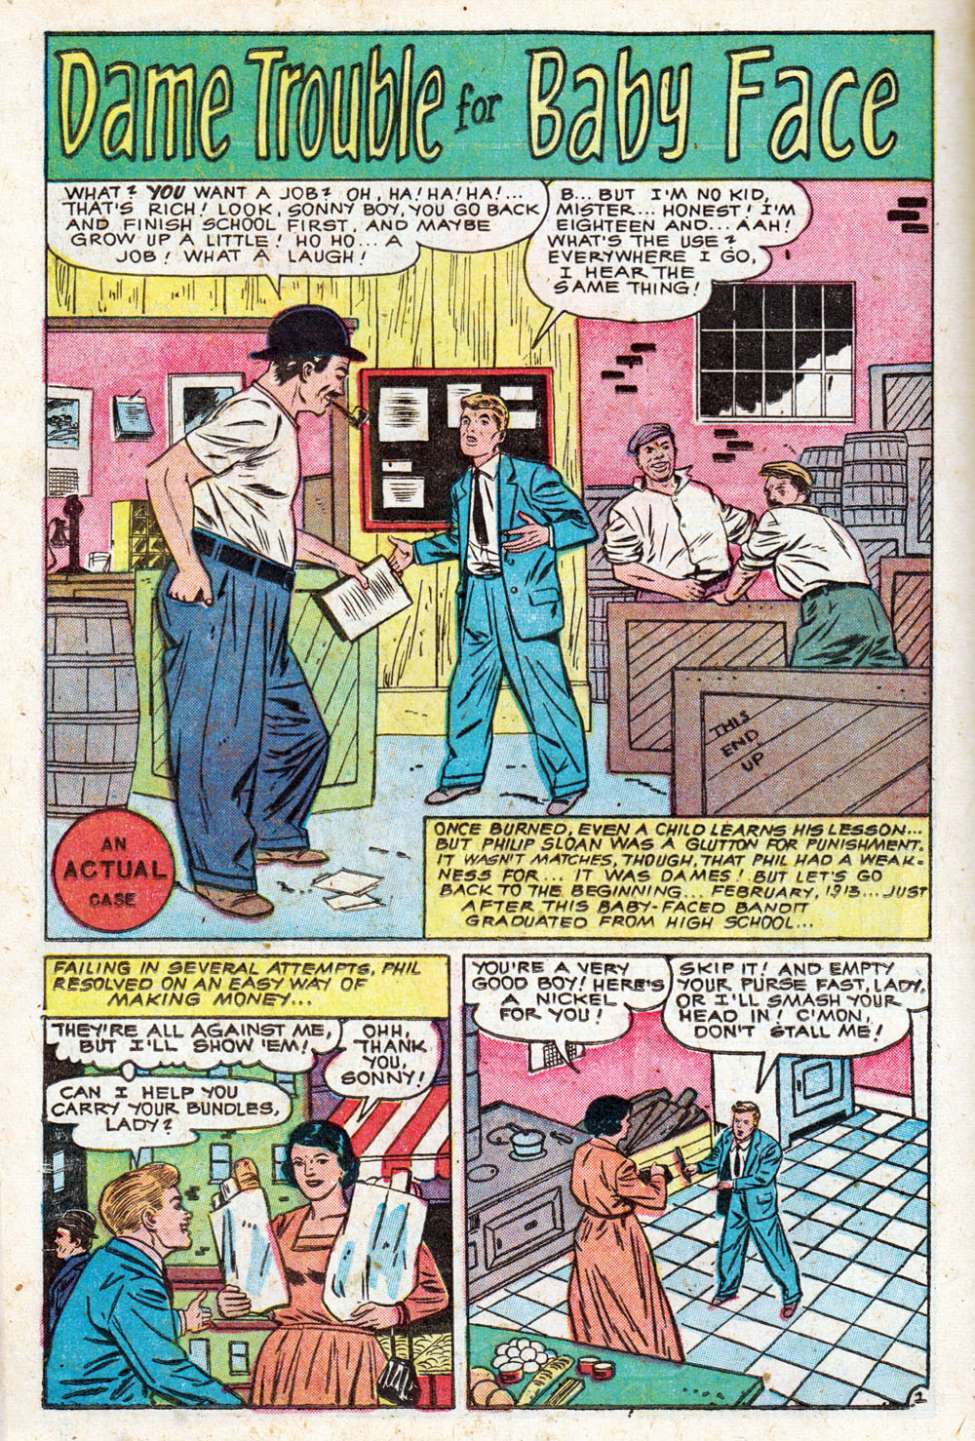 Dame Trouble for Baby Face
WHAT? YOU WANT A JOB? OH, HA! HA! HA!...
THAT'S RICH! LOOK, SONNY BOY, YOU GO BACK
AND FINISH SCHOOL FIRST, AND MAYBE
GROW UP A LITTLE! HO HO... A
JOB! WHAT A LAUGH!
B... BUT I'M NO KID,
MISTER... HONEST! I'M
EIGHTEEN AND... AAH!
WHAT'S THE USE?
EVERYWHERE I GO,
I HEAR THE
SAME THING!
THIS
END
UP
AN
ACTUAL
CASE
ONCE BURNED, EVEN A CHILD LEARNS HIS LESSON...
BUT PHILIP SLOAN WAS A GLUTTON FOR PUNISHMENT.
IT WASN'T MATCHES, THOUGH, THAT PHIL HAD A WEAK-
NESS FOR... IT WAS DAMES! BUT LET'S GO
BACK TO THE BEGINNING... FEBRUARY, 1913... JUST
AFTER THIS BABY-FACED BANDIT
GRADUATED FROM HIGH SCHOOL...
FAILING IN SEVERAL ATTEMPTS, PHIL
RESOLVED ON AN EASY WAY OF
MAKING MONEY...
THEY'RE ALL AGAINST ME,
BUT I'LL SHOW 'EM!
CAN I HELP YOU
CARRY YOUR BUNDLES,
LADY?
OHH,
THANK
YOU,
SONNY!
YOU'RE A VERY
GOOD BOY! HERE'S
A NICKEL
FOR YOU!
SKIP IT! AND EMPTY
YOUR PURSE FAST, LADY,
OR I'LL SMASH YOUR
HEAD IN! C'MON,
DON'T STALL ME!
1